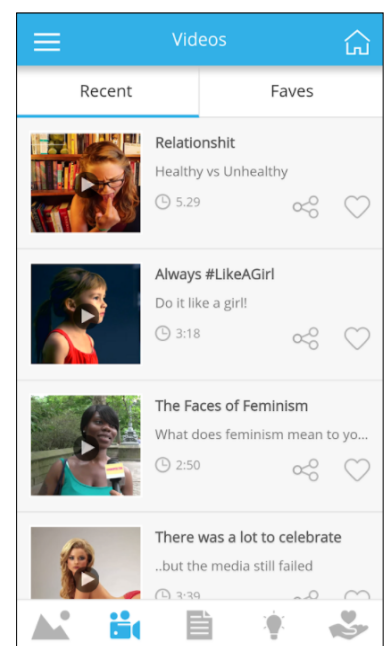 Videos
Recent Faves
Relationshit
Healthy vs Unhealthy
5.29
Always #LikeAGirl
Do it like a girl!
3:18
The Faces of Feminism
What does feminism mean to yo...
2:50
There was a lot to celebrate
..but the media still failed
3:39